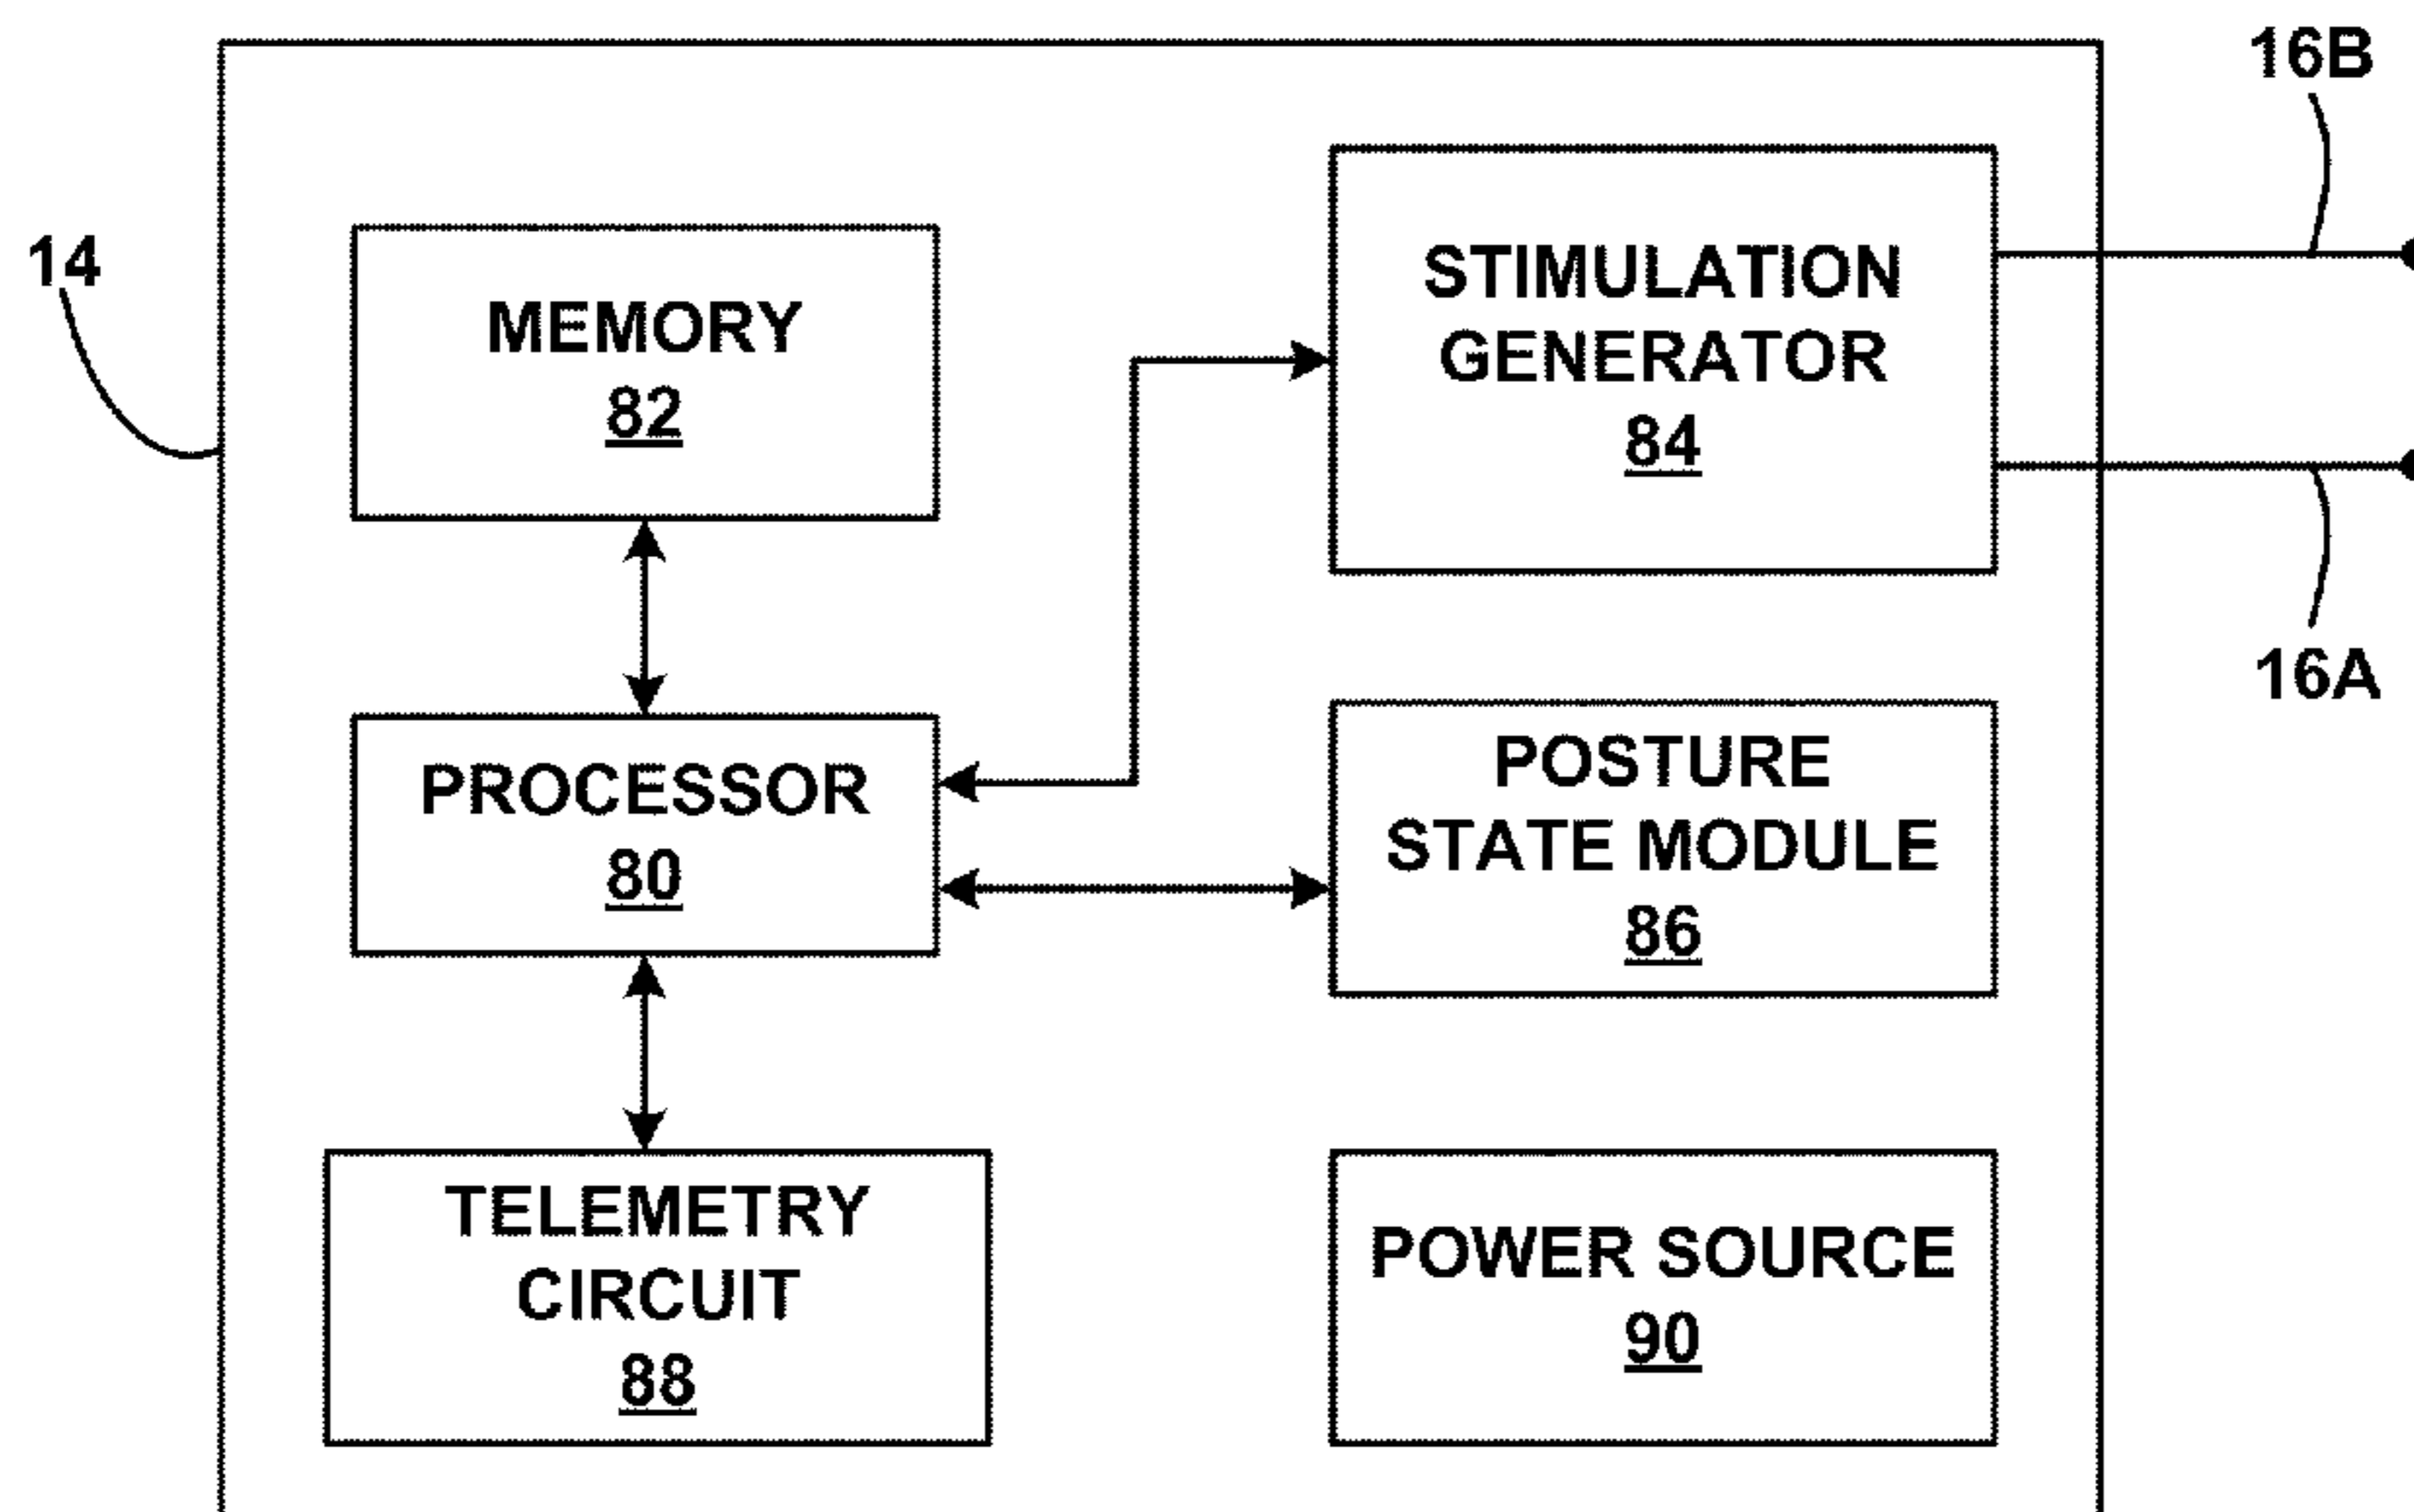 16B
14
MEMORY
82
STIMULATION
GENERATOR
84
16A
PROCESSOR
80
POSTURE
STATE MODULE
86
TELEMETRY
CIRCUIT
88
POWER SOURCE
90